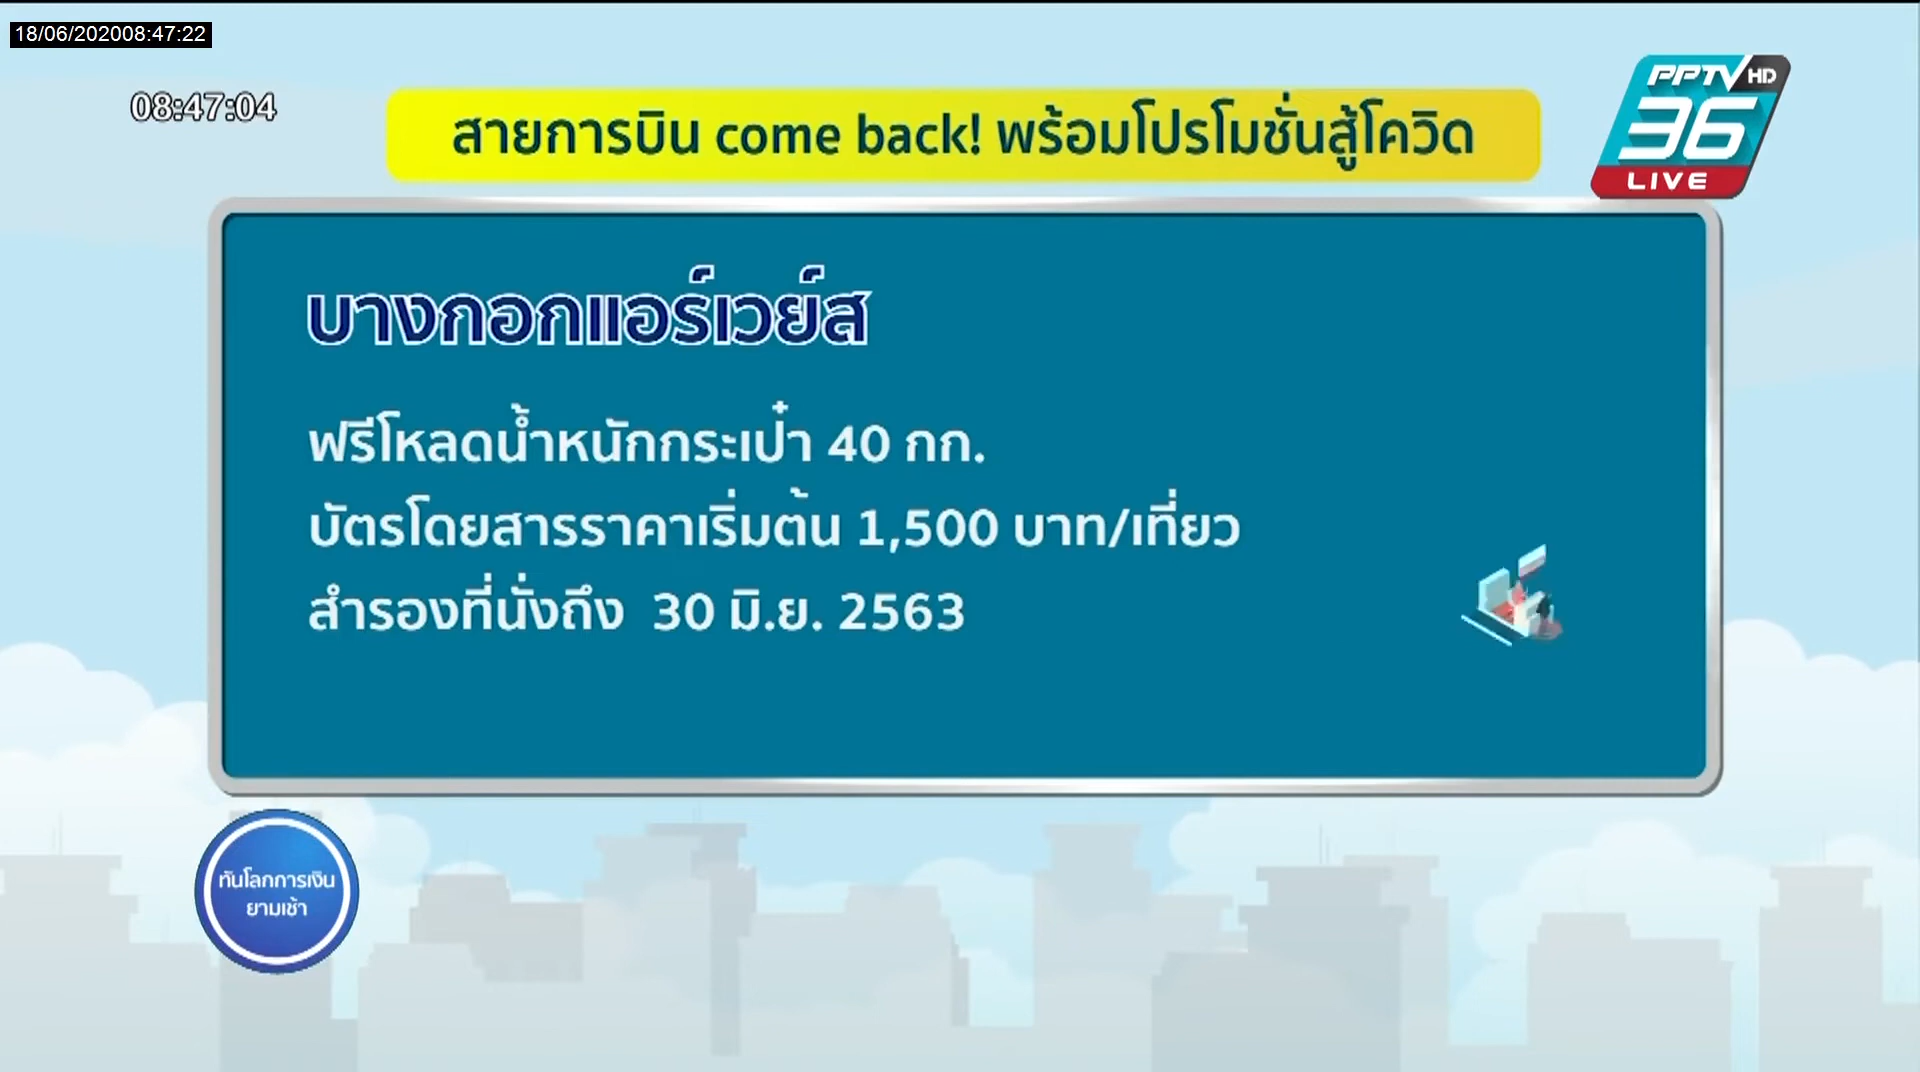 18/06/202008:47:22
08:47:04
สายการบิน come back! พร้อมโปรโมชั่นสู้โควิด
PPTV HD
36
LIVE
บางกอกแอร์เวย์ส
ฟรีโหลดน้ำหนักกระเป๋า 40 กก.
บัตรโดยสารราคาเริ่มต้น 1,500 บาท/เที่ยว
สำรองที่นั่งถึง 30 มิ.ย. 2563
ทันโลกการเงิน
ยามเช้า